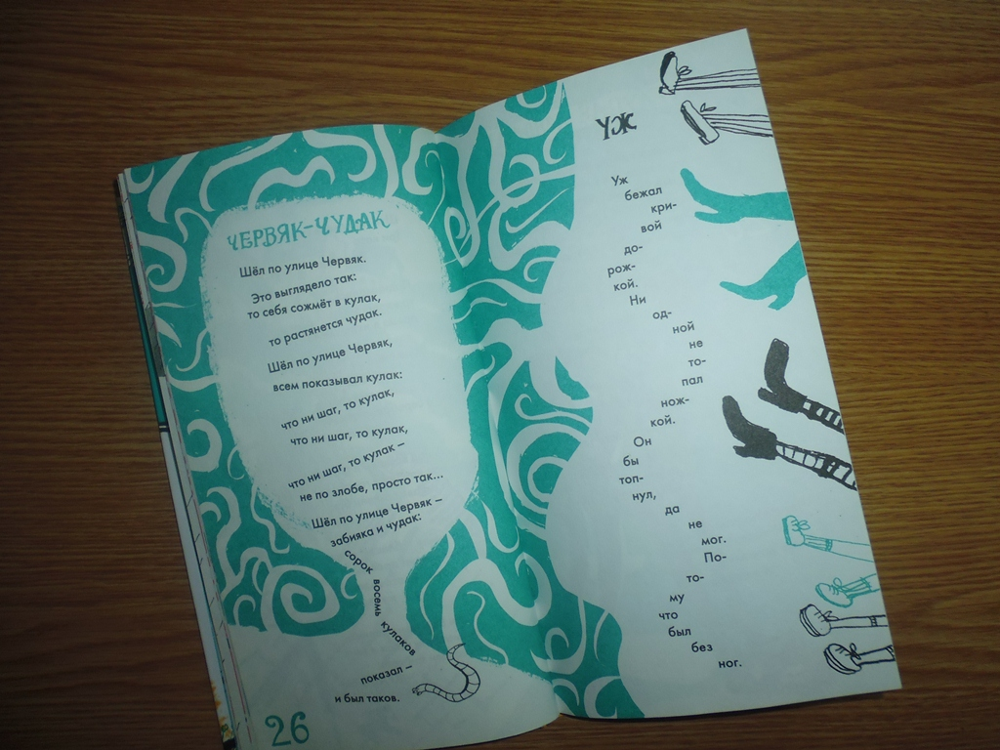 ЧЕРВЯК-ЧУДАК
Шёл по улице Червяк.
Это выглядело так:
то себя сожмёт в кулак,
то растянется чудак.
Шёл по улице Червяк,
всем показывал кулак:
что ни шаг, то кулак,
что ни шаг, то кулак,
что ни шаг, то кулак –
не по злобе, просто так...
Шёл по улице Червяк –
забияка и чудак:
сорок восемь кулаков
показал –
и был таков.
26
УЖ
Уж
бежал
кри-
вой
до-
рож-
кой.
Ни
од-
ной
не
то-
пал
нож-
кой.
Он
бы
топ-
нул,
да
не
мог.
По-
то-
му
что
был
без
ног.